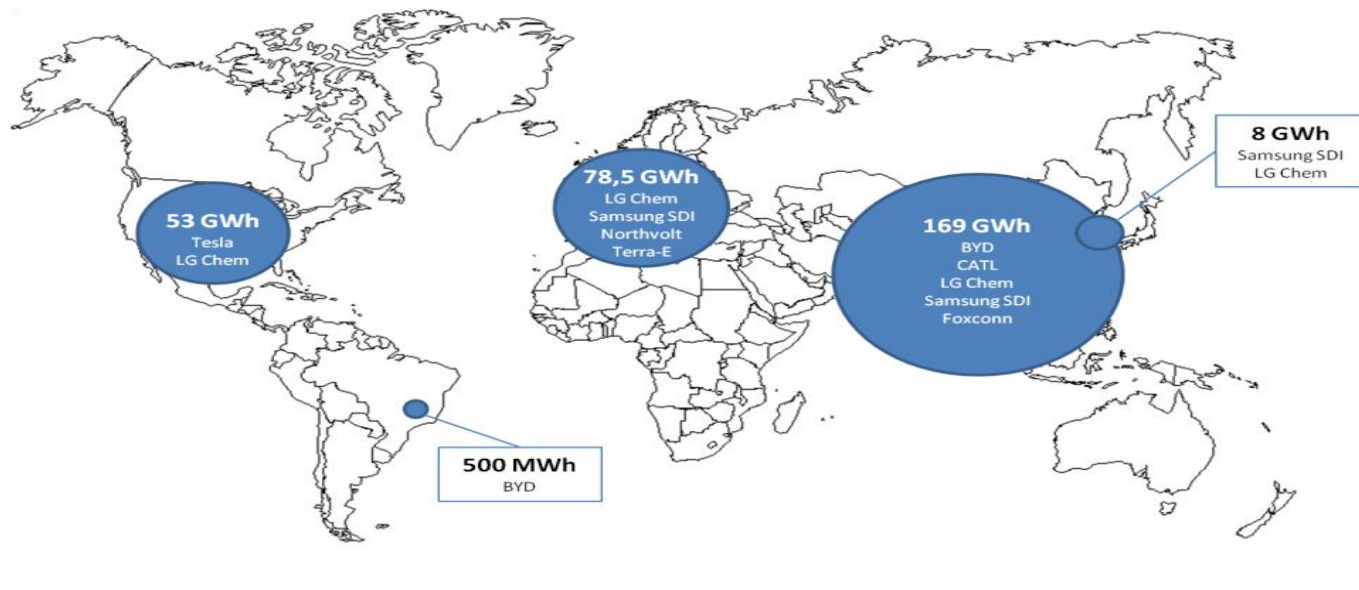 53 GWh
Tesla
LG Chem
78,5 GWh
LG Chem
Samsung SDI
Northvolt
Terra-E
169 GWh
BYD
CATL
LG Chem
Samsung SDI
Foxconn
8 GWh
Samsung SDI
LG Chem
500 MWh
BYD